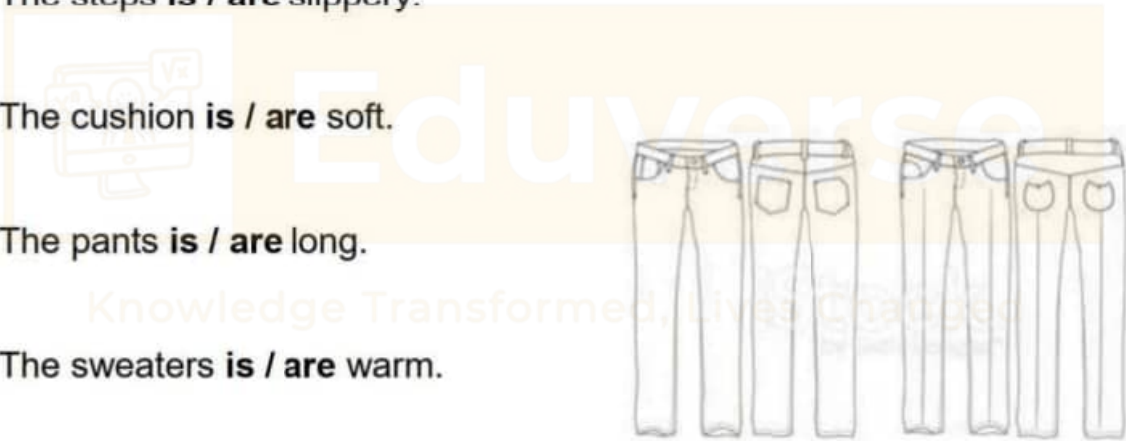 The steps is / are slippery.
Eduverse
The cushion is / are soft.
The pants is / are long.
Knowledge Transformed, Lives Changed
The sweaters is / are warm.